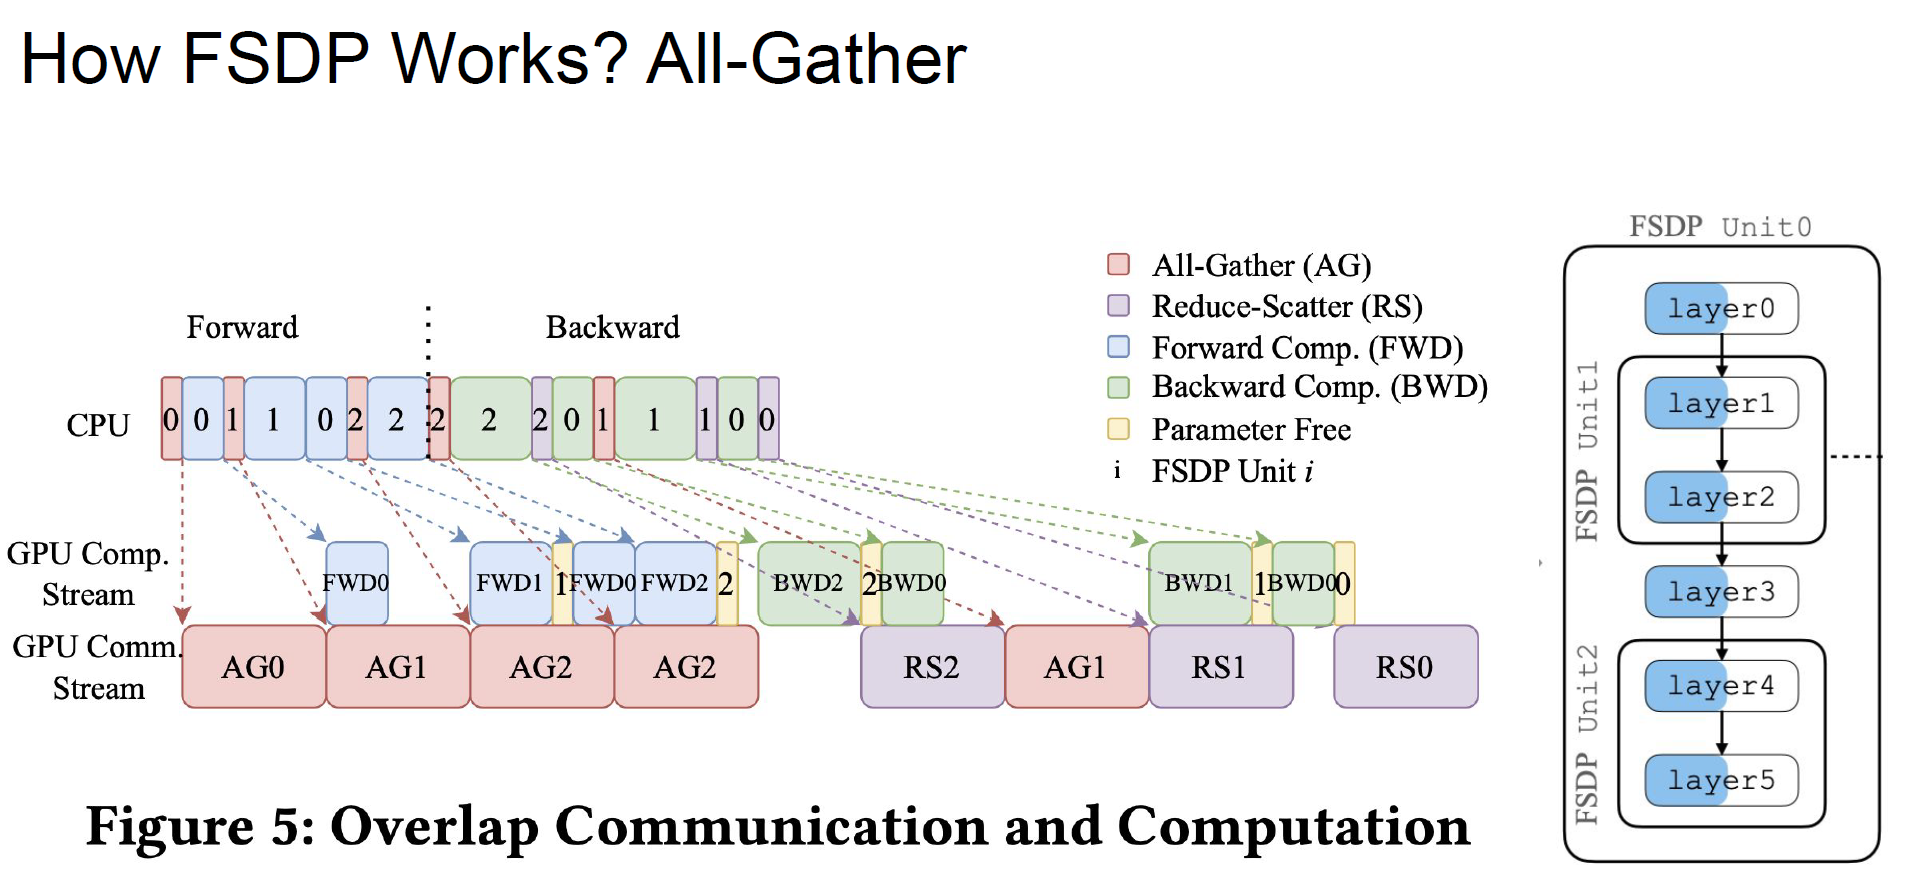 How FSDP Works? All-Gather
All-Gather (AG)
Reduce-Scatter (RS)
Forward Comp. (FWD)
Backward Comp. (BWD)
Parameter Free
i FSDP Unit i
Forward Backward
CPU 0 0 1 1 0 2 2 2 2 2 0 1 1 1 0 0
GPU Comp.
Stream
FWD0 FWD1 1 FWD0 FWD2 2 BWD2 2 BWD0 BWD1 1 BWD0 0
GPU Comm.
Stream
AG0 AG1 AG2 AG2 RS2 AG1 RS1 RS0
Figure 5: Overlap Communication and Computation
FSDP Unit0
layer0
FSDP Unit1
layer1
layer2
layer3
FSDP Unit2
layer4
layer5